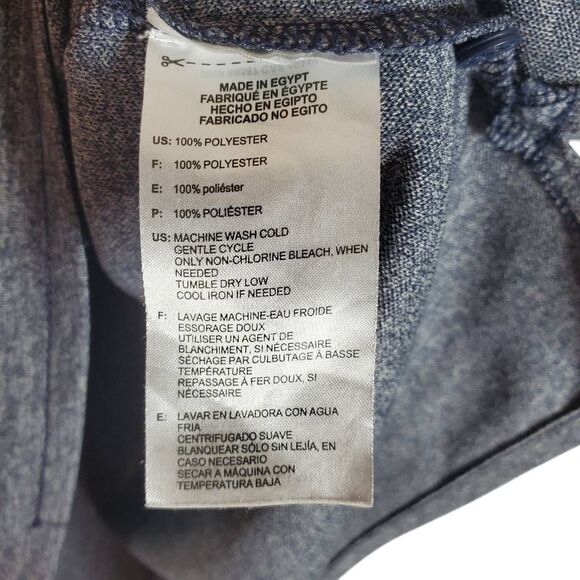 MADE IN EGYPT
FABRIQUÉ EN ÉGYPTE
HECHO EN EGIPTO
FABRICADO NO EGITO
US: 100% POLYESTER
F: 100% POLYESTER
E: 100% poliéster
P: 100% POLIÉSTER
US: MACHINE WASH COLD
GENTLE CYCLE
ONLY NON-CHLORINE BLEACH, WHEN
NEEDED
TUMBLE DRY LOW
COOL IRON IF NEEDED
F: LAVAGE MACHINE-EAU FROIDE
ESSORAGE DOUX
UTILISER UN AGENT DE
BLANCHIMENT, SI NÉCESSAIRE
SÉCHAGE PAR CULBUTAGE À BASSE
TEMPÉRATURE
REPASSAGE À FER DOUX, SI
NÉCESSAIRE
E: LAVAR EN LAVADORA CON AGUA
FRIA
CENTRIFUGADO SUAVE
BLANQUEAR SÓLO SIN LEJÍA, EN
CASO NECESARIO
SECAR A MÁQUINA CON
TEMPERATURA BAJA